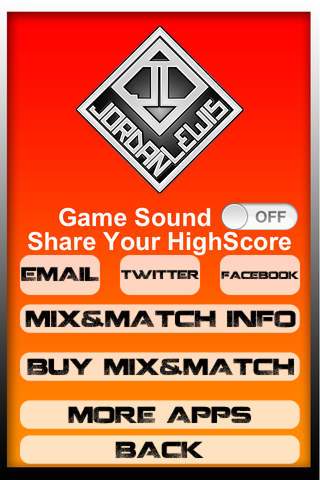 JORDAN LEWIS
Game Sound OFF
Share Your HighScore
EMAIL TWITTER FACEBOOK
MIX&MATCH INFO
BUY MIX&MATCH
MORE APPS
BACK